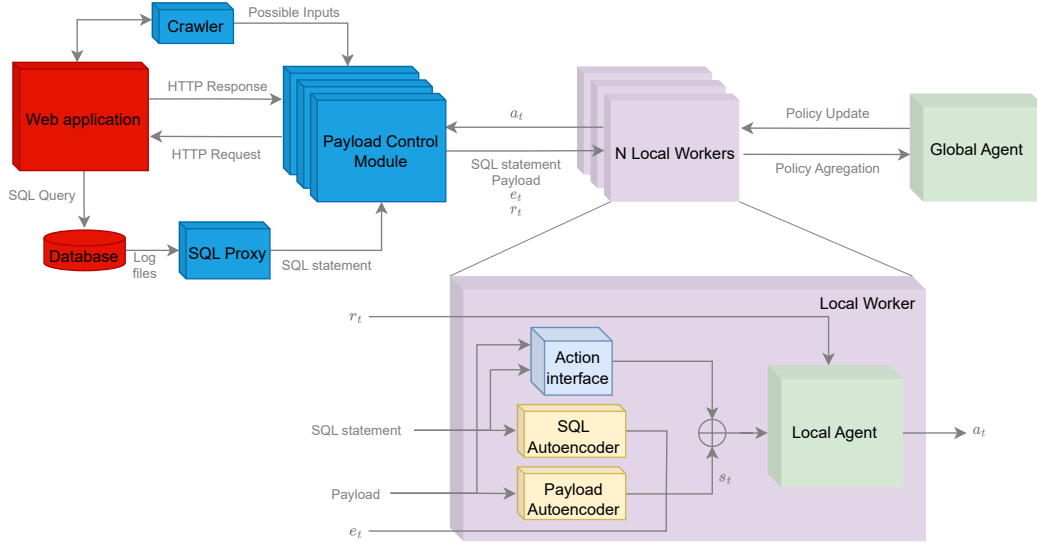 Possible Inputs
Crawler
HTTP Response
Web application
HTTP Request
Payload Control
Module
a_t
SQL statement
Payload
e_t
r_t
N Local Workers
Policy Update
Policy Agregration
Global Agent
SQL Query
Database
Log
files
SQL Proxy
SQL statement
Local Worker
r_t
Action
interface
SQL statement
SQL
Autoencoder
Local Agent
a_t
Payload
Payload
Autoencoder
s_t
e_t